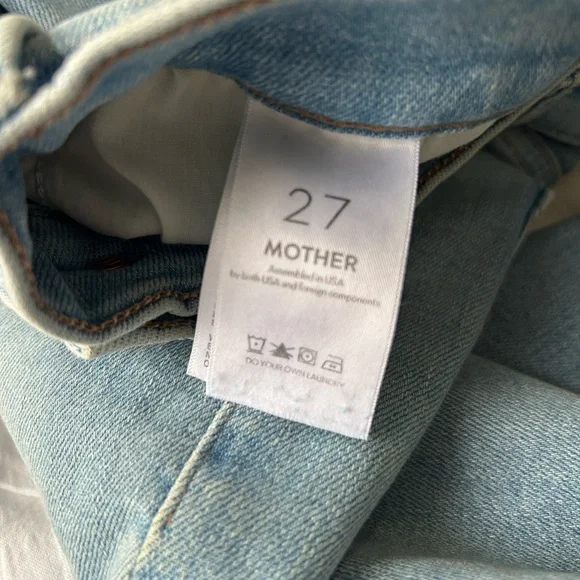 27
MOTHER
Assembled in USA
by both USA and foreign components
DO YOUR OWN LAUNDRY